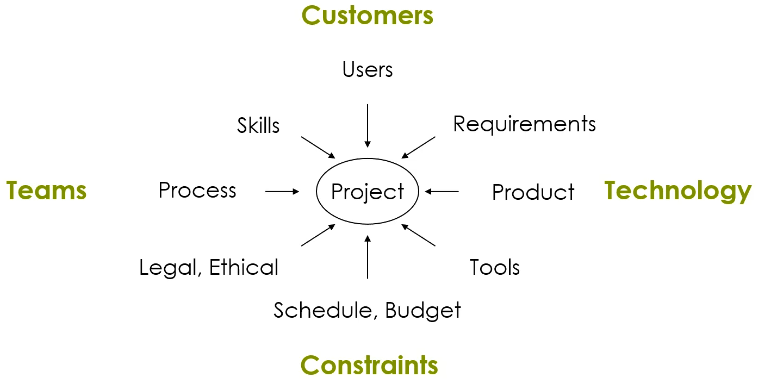 Customers
Users
Skills
Requirements
Teams
Process
Project
Product
Technology
Legal, Ethical
Tools
Schedule, Budget
Constraints